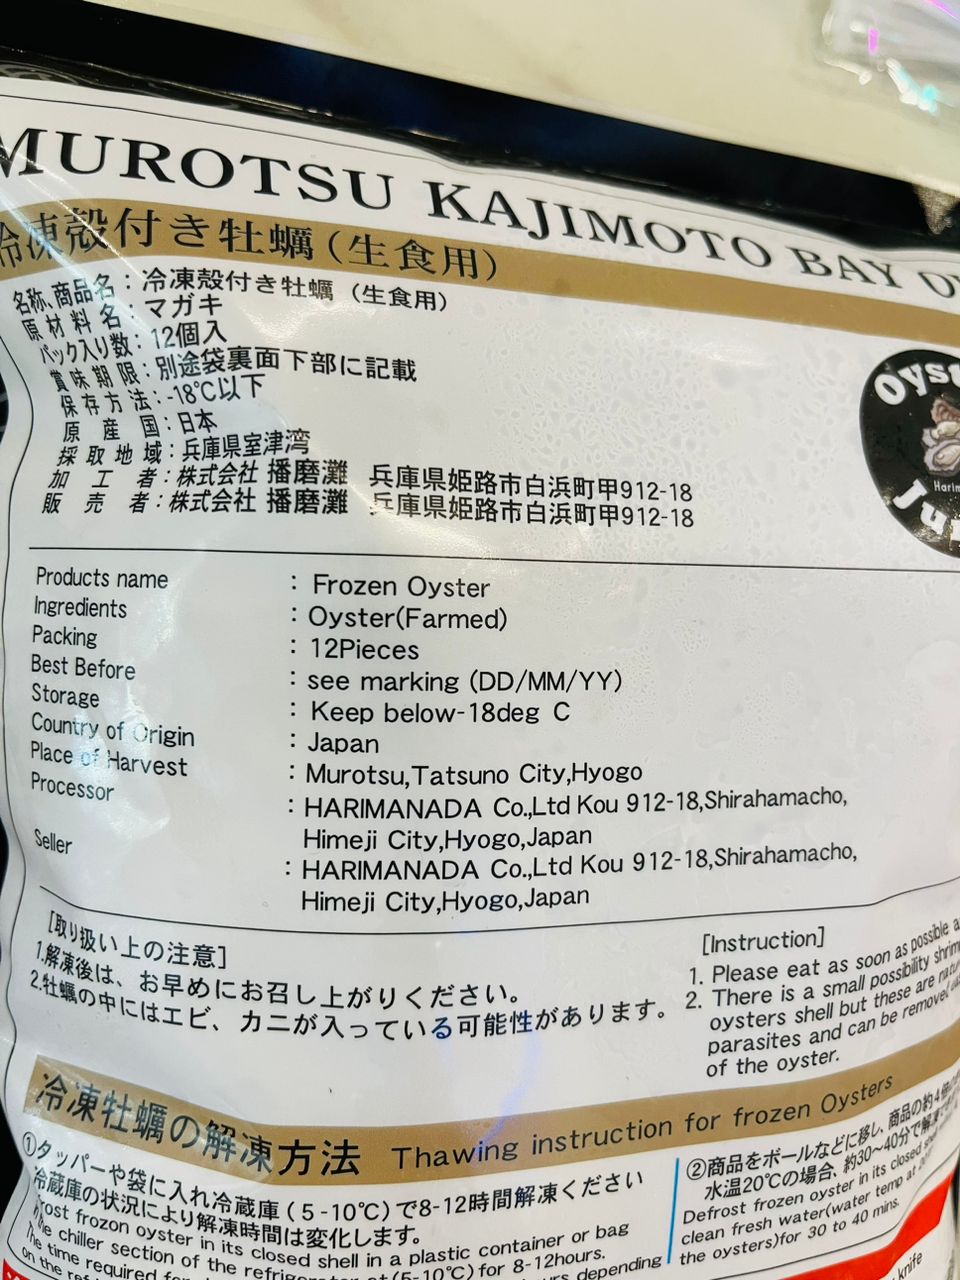 MUROTSU KAJIMOTO BAY
冷凍殻付き牡蠣(生食用)
名称、商品名:冷凍殻付き牡蠣(生食用)
原材料名:マガキ
パック入り数:12個入
賞味期限:別途袋裏面下部に記載
保存方法:-18℃以下
原産国:日本
採取地域:兵庫県室津湾
加工者:株式会社 播磨灘 兵庫県姫路市白浜町甲912-18
販売者:株式会社 播磨灘 兵庫県姫路市白浜町甲912-18
Products name : Frozen Oyster
Ingredients : Oyster(Farmed)
Packing : 12Pieces
Best Before : see marking (DD/MM/YY)
Storage : Keep below-18deg C
Country of Origin : Japan
Place of Harvest : Murotsu,Tatsuno City,Hyogo
Processor : HARIMANADA Co.,Ltd Kou 912-18,Shirahamacho,
Himeji City,Hyogo,Japan
Seller : HARIMANADA Co.,Ltd Kou 912-18,Shirahamacho,
Himeji City,Hyogo,Japan
[取り扱い上の注意]
1.解凍後は、お早めにお召し上がりください。
2.牡蠣の中にはエビ、カニが入っている可能性があります。
[Instruction]
1. Please eat as soon as possible
2. There is a small possibility
oysters shell but these are
parasites and can be removed
of the oyster.
冷凍牡蠣の解凍方法 Thawing instruction for frozen Oysters
①タッパーや袋に入れ冷蔵庫(5-10℃)で8-12時間解凍ください
冷蔵庫の状況により解凍時間は変化します。
frozon oyster in its closed shell in a plastic container or bag
chiller section of the (5-10℃) for 8-12hours.
The time required depending
②商品をボールなどに移し、商品の約4倍
水温20℃の場合、約30~40分で解凍
Defrost frozen oyster in its closed
clean fresh water(water temp at
the oysters)for 30 to 40 mins.
knife